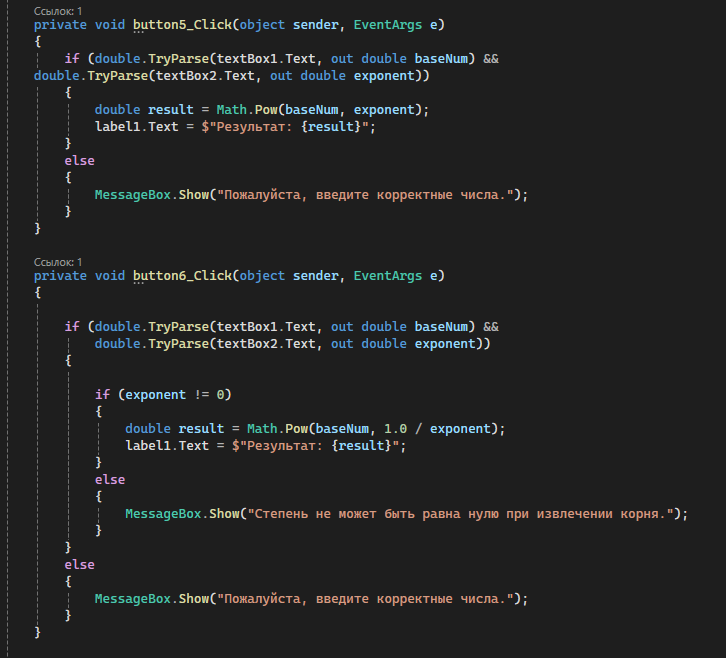 Ссылок: 1
private void button5_Click(object sender, EventArgs e)
{
if (double.TryParse(textBox1.Text, out double baseNum) &&
double.TryParse(textBox2.Text, out double exponent))
{
double result = Math.Pow(baseNum, exponent);
label1.Text = $"Результат: {result}";
}
else
{
MessageBox.Show("Пожалуйста, введите корректные числа.");
}
}
Ссылок: 1
private void button6_Click(object sender, EventArgs e)
{
if (double.TryParse(textBox1.Text, out double baseNum) &&
double.TryParse(textBox2.Text, out double exponent))
{
if (exponent != 0)
{
double result = Math.Pow(baseNum, 1.0 / exponent);
label1.Text = $"Результат: {result}";
}
else
{
MessageBox.Show("Степень не может быть равна нулю при извлечении корня.");
}
}
else
{
MessageBox.Show("Пожалуйста, введите корректные числа.");
}
}